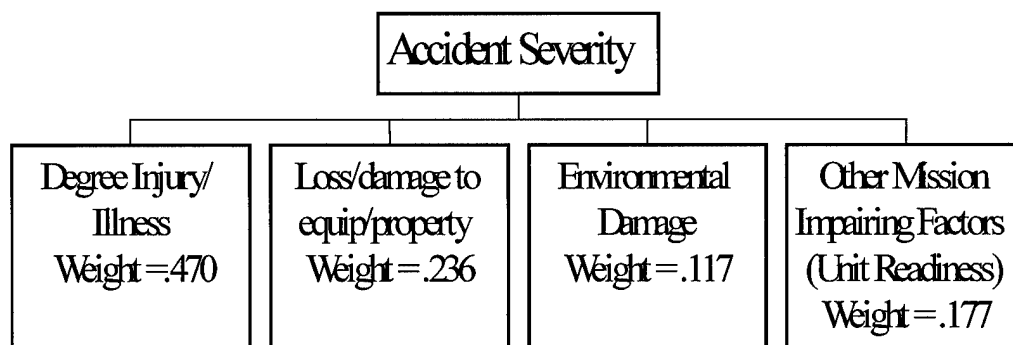 Accident Severity
Degree Injury/
Illness
Weight = .470
Loss/damage to
equip/property
Weight = .236
Environmental
Damage
Weight = .117
Other Mission
Impairing Factors
(Unit Readiness)
Weight = .177